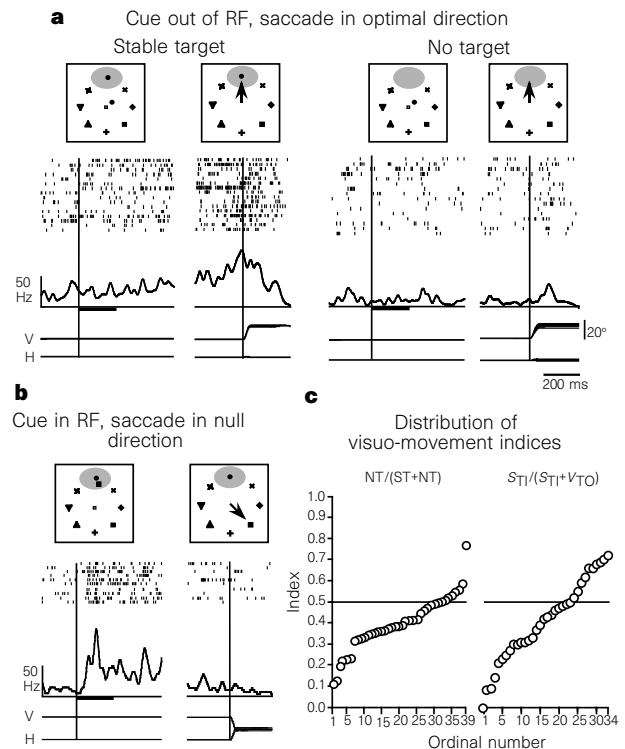 a Cue out of RF, saccade in optimal direction
Stable target No target
50
Hz
V
H
20°
200 ms
b
Cue in RF, saccade in null
direction
50
Hz
V
H
c
Distribution of
visuo-movement indices
NT/(ST+NT) STI/(STI+VTO)
Index
1.0
0.9
0.8
0.7
0.6
0.5
0.4
0.3
0.2
0.1
0.0
1 5 10 15 20 25 30 35 39 1 5 10 15 20 25 30 34
Ordinal number